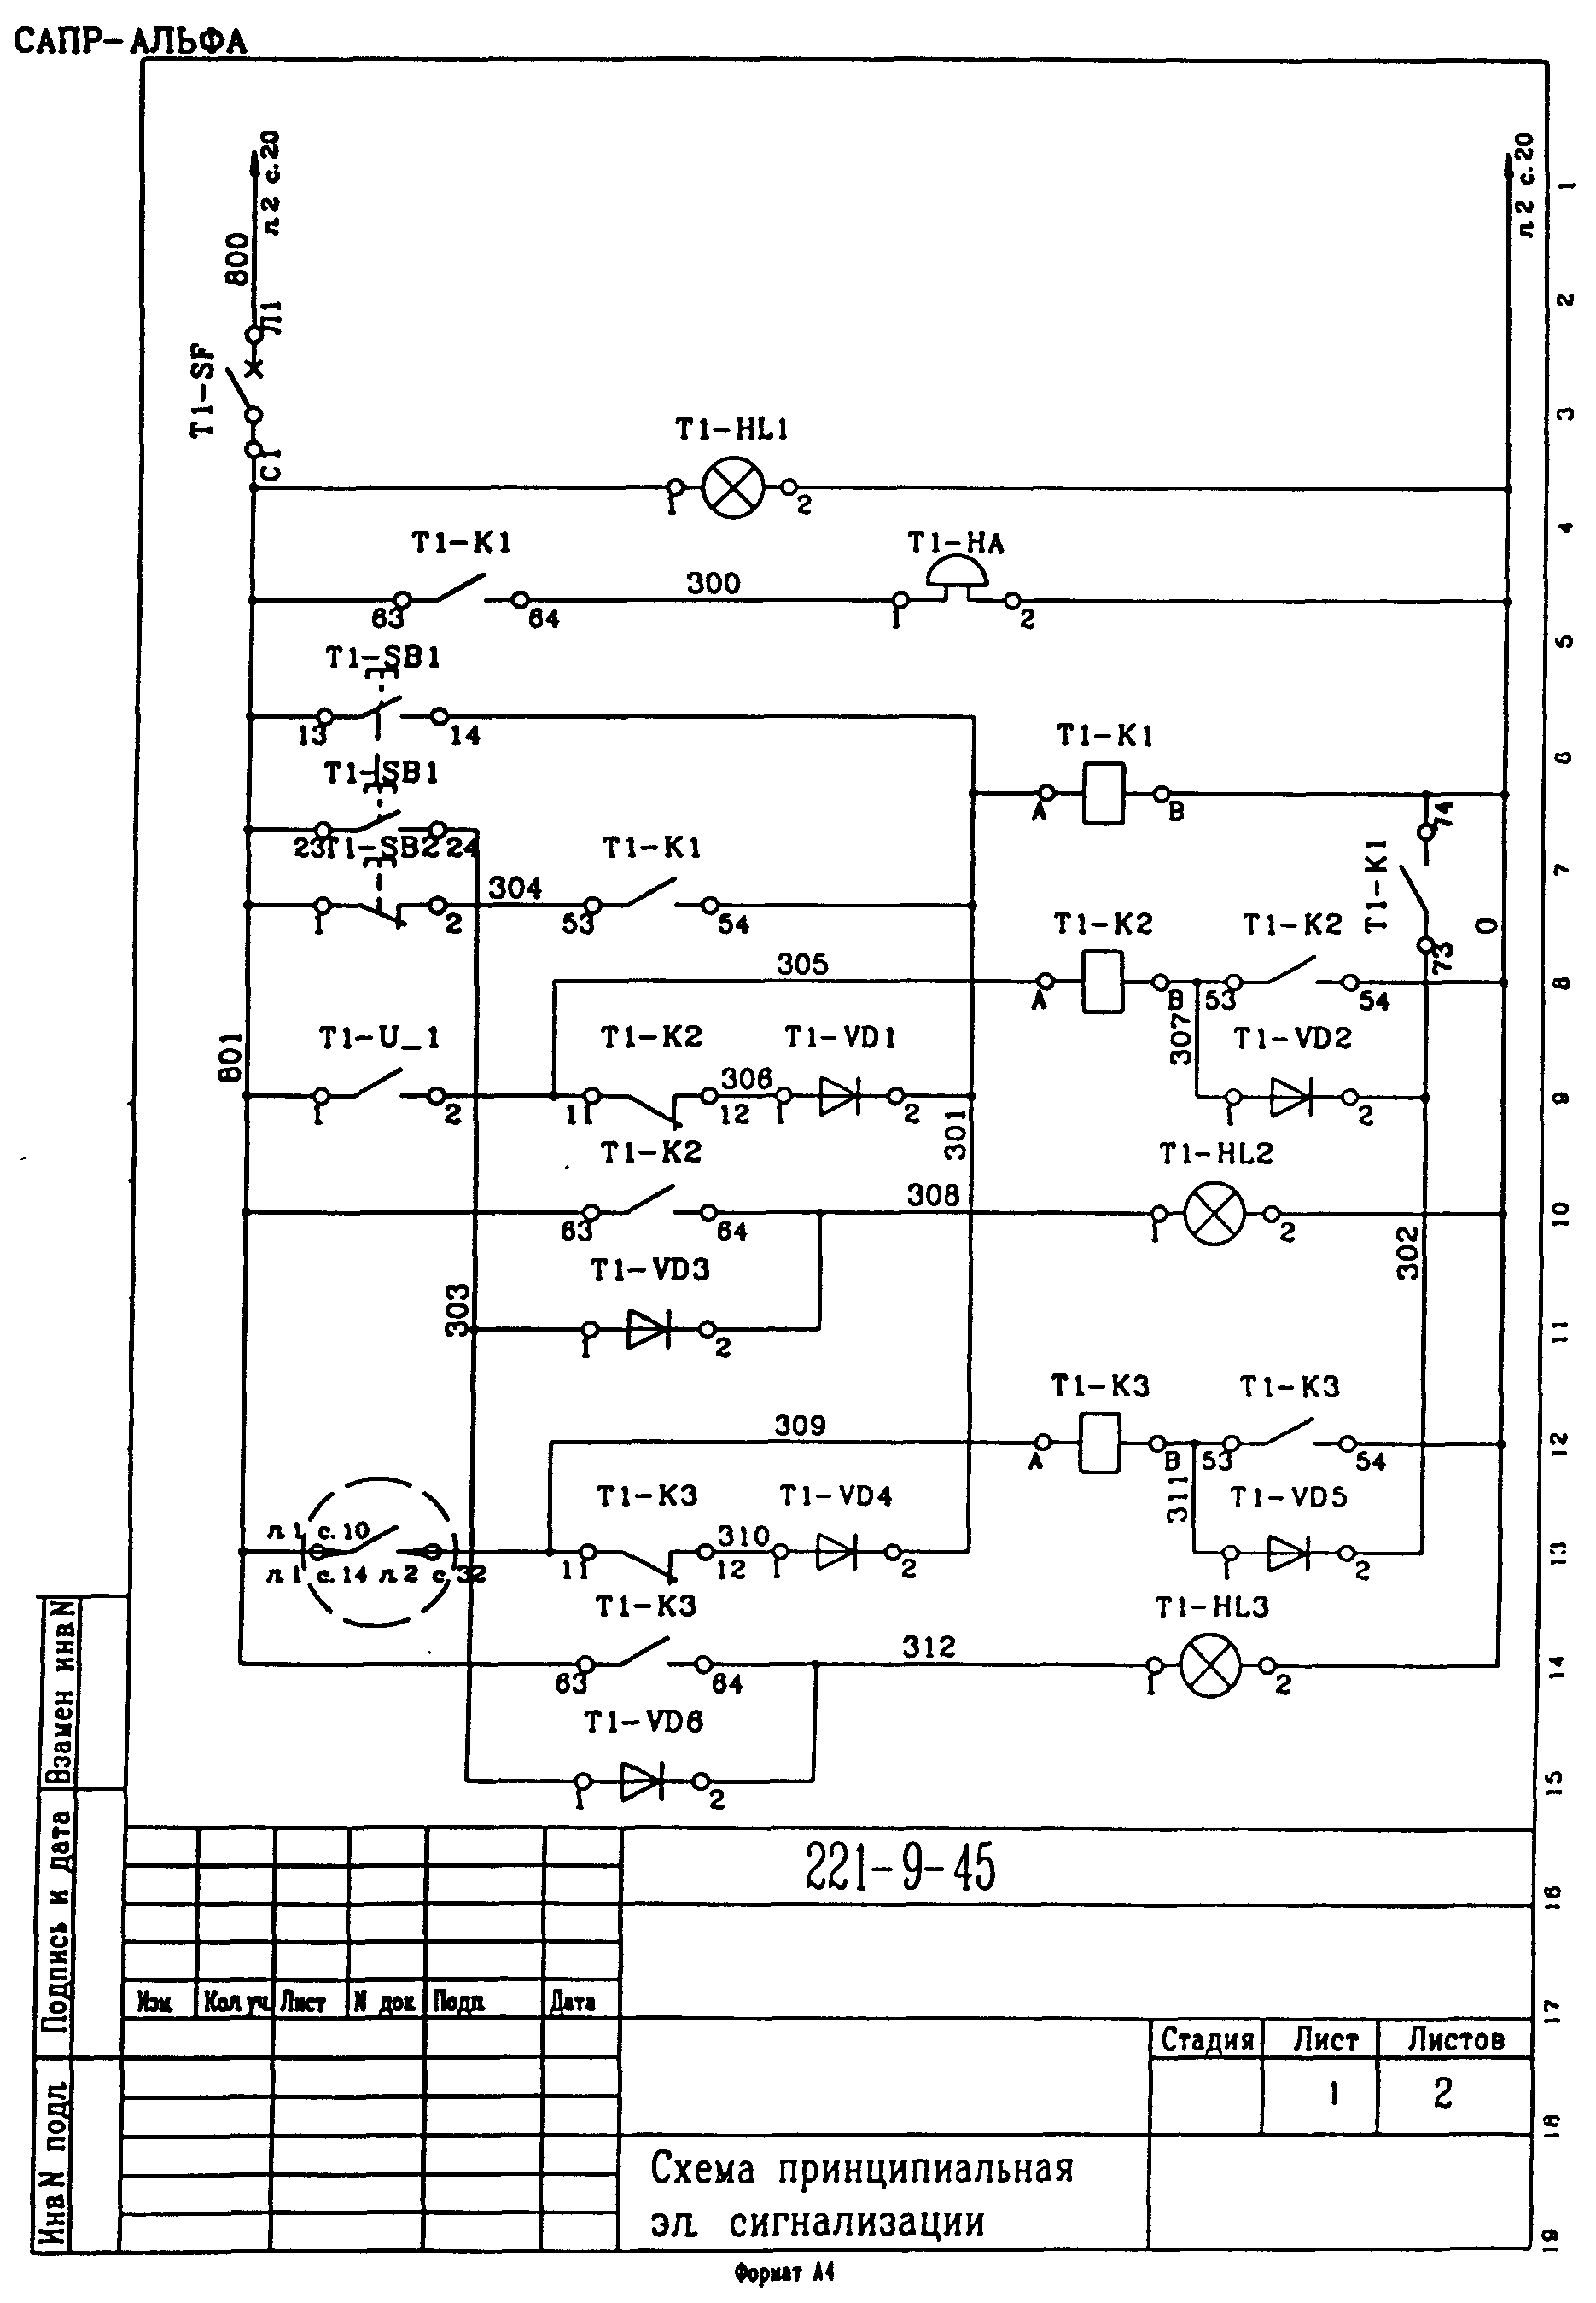 САПР-АЛЬФА
л.2 с.20
л.2 с.20
1
800
2
Л1
T1-SF
3
С1
T1-HL1
1
2
4
T1-K1
T1-HA
300
63
64
1
2
5
T1-SB1
13
14
T1-K1
6
T1-SB1
A
B
74
23
T1-SB2
24
T1-K1
7
T1-K1
304
1
2
53
54
T1-K2
T1-K2
0
73
305
8
A
B
53
54
801
T1-U_1
T1-K2
T1-VD1
307
T1-VD2
306
9
1
2
11
12
1
2
1
2
301
T1-K2
T1-HL2
308
10
63
64
1
2
302
T1-VD3
303
11
1
2
T1-K3
T1-K3
309
12
A
B
53
54
T1-K3
T1-VD4
311
T1-VD5
л.1 с.10
310
13
л.1 с.14 л.2 с.32
11
12
1
2
1
2
T1-K3
T1-HL3
312
14
63
64
1
2
T1-VD6
15
1
2
Взамен инв N
221-9-45
16
Подпись и дата
Изм
Кол.уч.
Лист
N док
Подп
Дата
17
Стадия
Лист
Листов
1
2
18
Инв N подл.
Схема принципиальная
эл. сигнализации
19
Формат А4